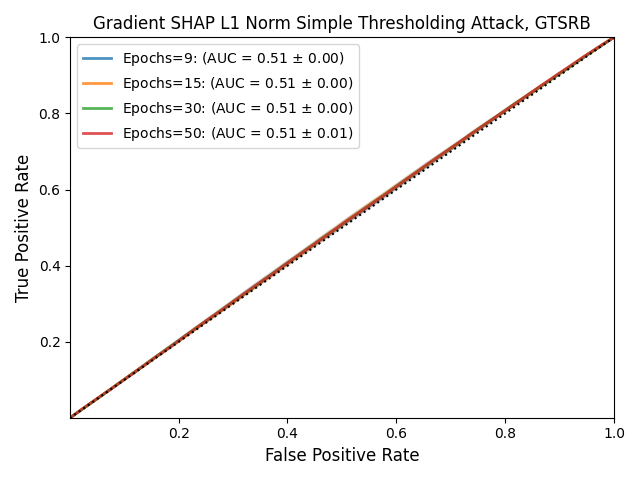 Gradient SHAP L1 Norm Simple Thresholding Attack, GTSRB
1.0
Epochs=9: (AUC = 0.51 ± 0.00)
Epochs=15: (AUC = 0.51 ± 0.00)
Epochs=30: (AUC = 0.51 ± 0.00)
Epochs=50: (AUC = 0.51 ± 0.01)
0.8
0.6
0.4
0.2
True Positive Rate
0.2 0.4 0.6 0.8 1.0
False Positive Rate